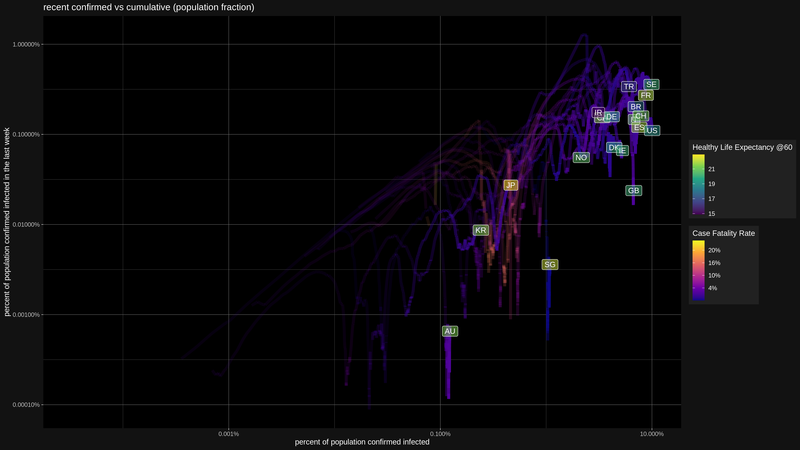 recent confirmed vs cumulative (population fraction)
percent of population confirmed infected in the last week
1.00000%
0.10000%
0.01000%
0.00100%
0.00010%
0.001%
0.100%
10.000%
percent of population confirmed infected
TR
SE
FR
BR
IR
DE
CH
ES
US
NO
DK
IE
GB
JP
KR
SG
AU
Healthy Life Expectancy @60
21
19
17
15
Case Fatality Rate
20%
16%
10%
4%